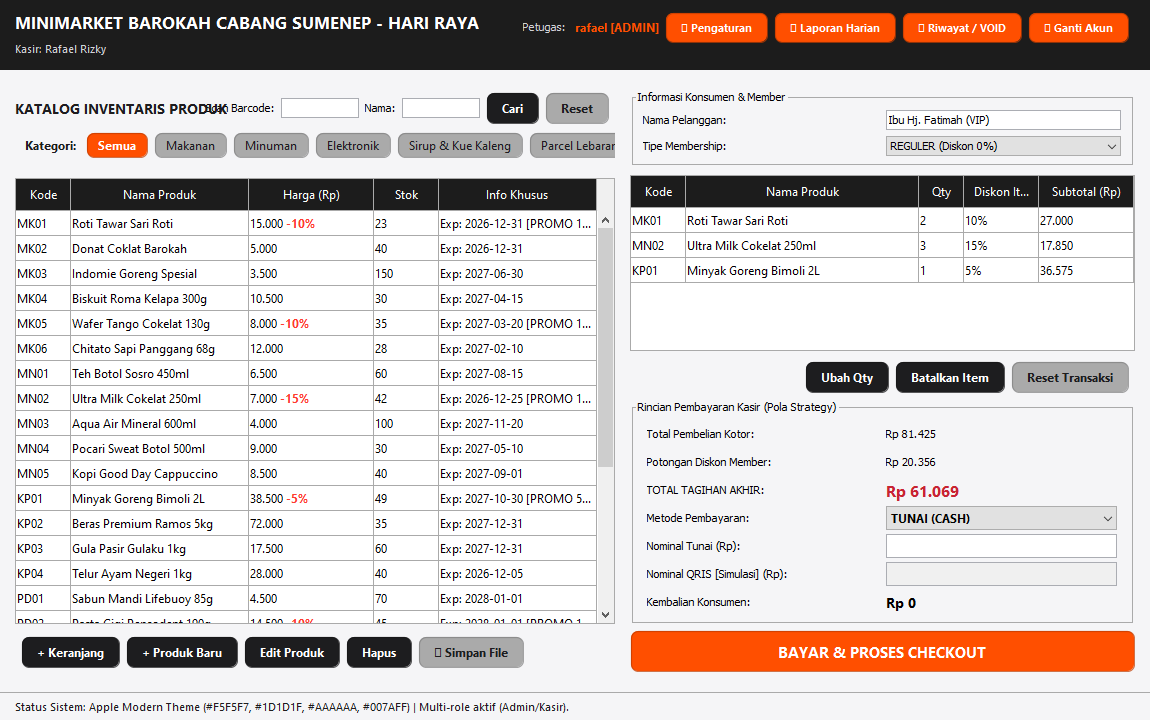 MINIMARKET BAROKAH CABANG SUMENEP - HARI RAYA
Kasir: Rafael Rizky
Petugas: rafael [ADMIN] Pengaturan Laporan Harian Riwayat / VOID Ganti Akun
KATALOG INVENTARIS PRODUK Barcode: Nama: Cari Reset
Kategori: Semua Makanan Minuman Elektronik Sirup & Kue Kaleng Parcel Lebaran
Kode Nama Produk Harga (Rp) Stok Info Khusus
MK01 Roti Tawar Sari Roti 15.000 -10% 23 Exp: 2026-12-31 [PROMO 1...
MK02 Donat Coklat Barokah 5.000 40 Exp: 2026-12-31
MK03 Indomie Goreng Spesial 3.500 150 Exp: 2027-06-30
MK04 Biskuit Roma Kelapa 300g 10.500 30 Exp: 2027-04-15
MK05 Wafer Tango Cokelat 130g 8.000 -10% 35 Exp: 2027-03-20 [PROMO 1...
MK06 Chitato Sapi Panggang 68g 12.000 28 Exp: 2027-02-10
MN01 Teh Botol Sosro 450ml 6.500 60 Exp: 2027-08-15
MN02 Ultra Milk Cokelat 250ml 7.000 -15% 42 Exp: 2026-12-25 [PROMO 1...
MN03 Aqua Air Mineral 600ml 4.000 100 Exp: 2027-11-20
MN04 Pocari Sweat Botol 500ml 9.000 30 Exp: 2027-05-10
MN05 Kopi Good Day Cappuccino 8.500 40 Exp: 2027-09-01
KP01 Minyak Goreng Bimoli 2L 38.500 -5% 49 Exp: 2027-10-30 [PROMO 5...
KP02 Beras Premium Ramos 5kg 72.000 35 Exp: 2027-12-31
KP03 Gula Pasir Gulaku 1kg 17.500 60 Exp: 2027-12-31
KP04 Telur Ayam Negeri 1kg 28.000 40 Exp: 2026-12-05
PD01 Sabun Mandi Lifebuoy 85g 4.500 70 Exp: 2028-01-01
+ Keranjang + Produk Baru Edit Produk Hapus Simpan File
Informasi Konsumen & Member
Nama Pelanggan: Ibu Hj. Fatimah (VIP)
Tipe Membership: REGULER (Diskon 0%)
Kode Nama Produk Qty Diskon It... Subtotal (Rp)
MK01 Roti Tawar Sari Roti 2 10% 27.000
MN02 Ultra Milk Cokelat 250ml 3 15% 17.850
KP01 Minyak Goreng Bimoli 2L 1 5% 36.575
Ubah Qty Batalkan Item Reset Transaksi
Rincian Pembayaran Kasir (Pola Strategy)
Total Pembelian Kotor: Rp 81.425
Potongan Diskon Member: Rp 20.356
TOTAL TAGIHAN AKHIR: Rp 61.069
Metode Pembayaran: TUNAI (CASH)
Nominal Tunai (Rp):
Nominal QRIS [Simulasi] (Rp):
Kembalian Konsumen: Rp 0
BAYAR & PROSES CHECKOUT
Status Sistem: Apple Modern Theme (#F5F5F7, #1D1D1F, #AAAAAA, #007AFF) | Multi-role aktif (Admin/Kasir).